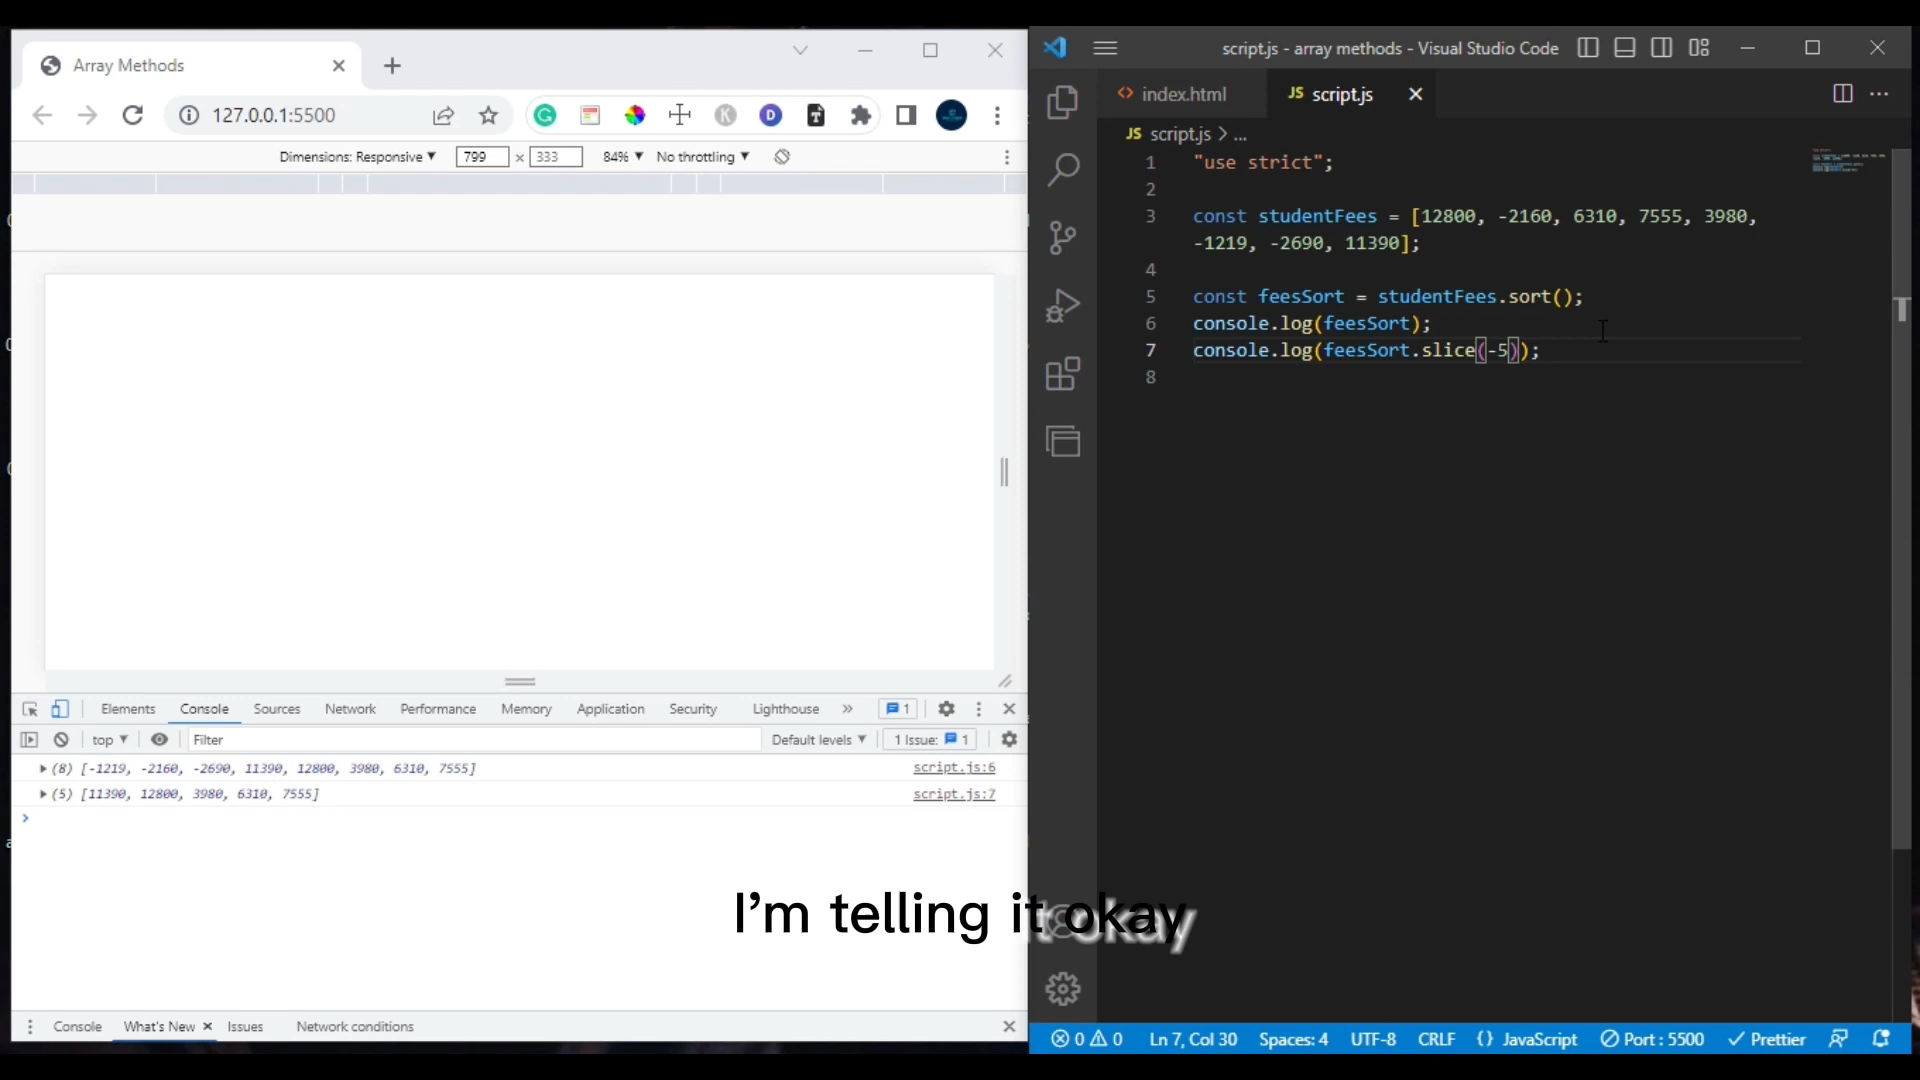 Array Methods
127.0.0.1:5500
Dimensions: Responsive 799 × 333 84% No throttling
Elements Console Sources Network Performance Memory Application Security Lighthouse 1
top Filter Default levels 1 Issue: 1
(8) [-1219, -2160, -2690, 11390, 12800, 3980, 6310, 7555] script.js:6
(5) [11390, 12800, 3980, 6310, 7555] script.js:7
Console What's New Issues Network conditions
script.js - array methods - Visual Studio Code
index.html JS script.js
JS script.js > ...
1 "use strict";
2
3 const studentFees = [12800, -2160, 6310, 7555, 3980,
-1219, -2690, 11390];
4
5 const feesSort = studentFees.sort();
6 console.log(feesSort);
7 console.log(feesSort.slice(-5));
8
I'm telling it okay
0 0 Ln 7, Col 30 Spaces: 4 UTF-8 CRLF {} JavaScript Port : 5500 Prettier